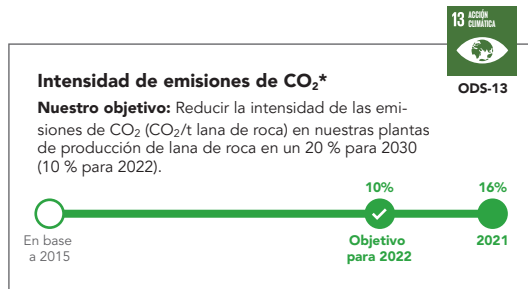 13 ACCIÓN
CLIMÁTICA
ODS-13
Intensidad de emisiones de CO₂*
Nuestro objetivo: Reducir la intensidad de las emi-
siones de CO₂ (CO₂/t lana de roca) en nuestras plantas
de producción de lana de roca en un 20 % para 2030
(10 % para 2022).
10%
16%
En base
a 2015
Objetivo
para 2022
2021